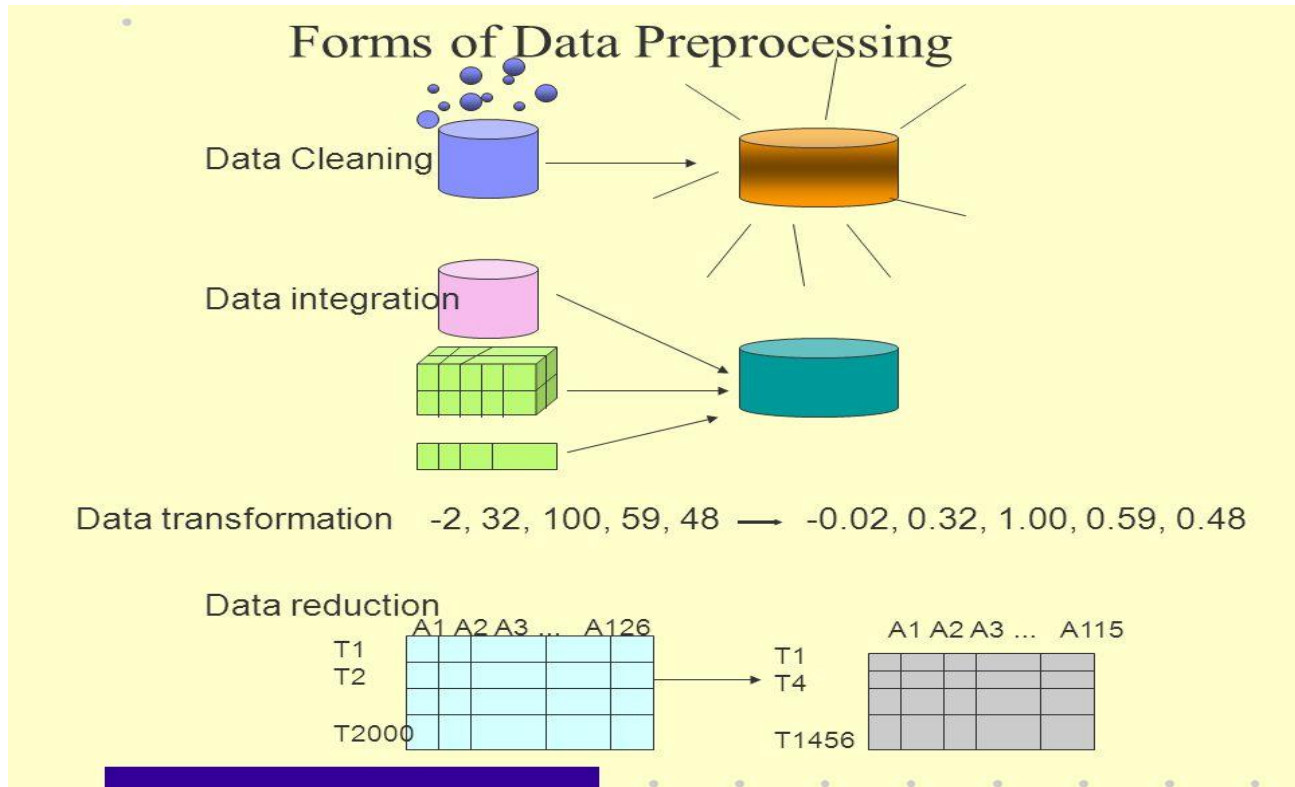 Forms of Data Preprocessing
Data Cleaning
Data integration
Data transformation -2, 32, 100, 59, 48 → -0.02, 0.32, 1.00, 0.59, 0.48
Data reduction
A1 A2 A3 ... A126
T1
T2
T2000
A1 A2 A3 ... A115
T1
T4
T1456